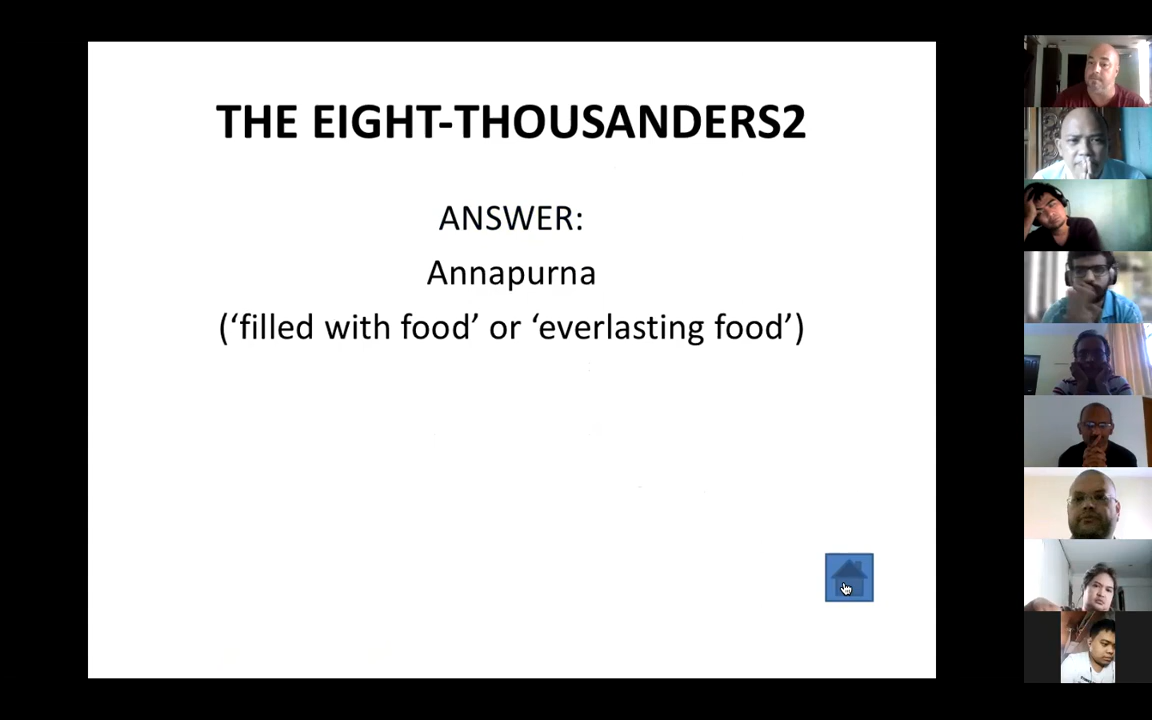 THE EIGHT-THOUSANDERS2
ANSWER:
Annapurna
(‘filled with food’ or ‘everlasting food’)